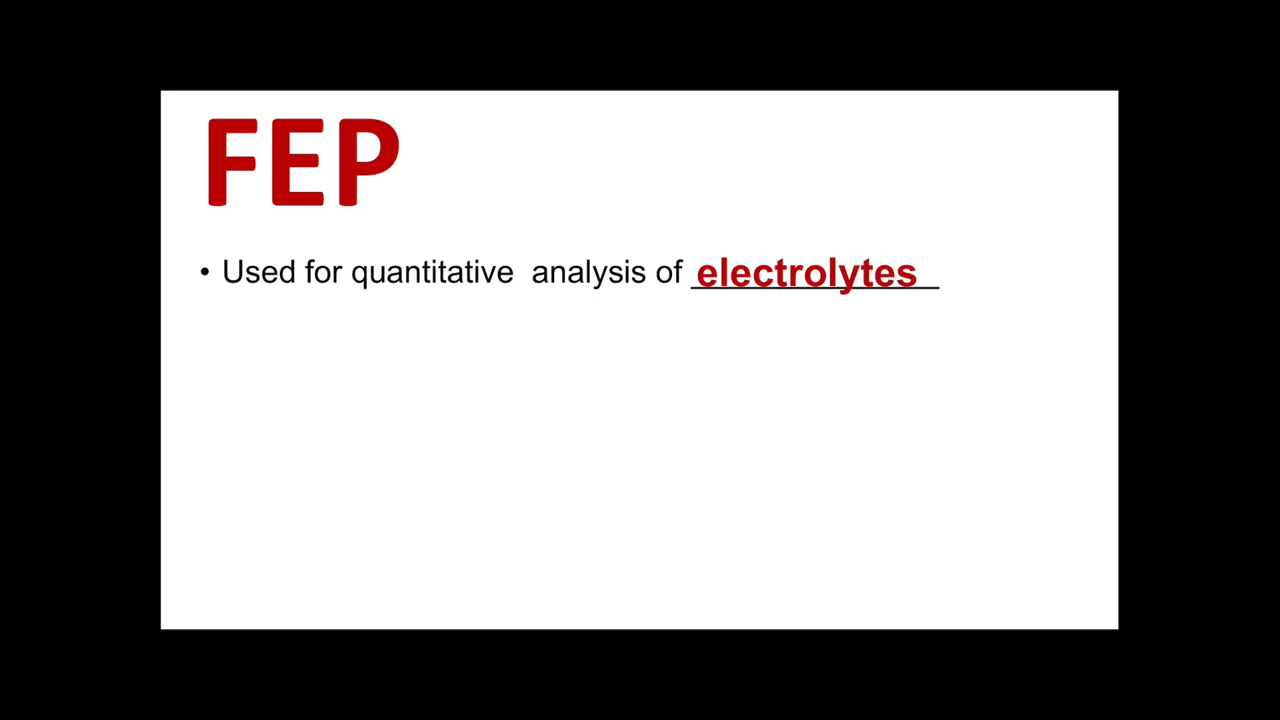 FEP
• Used for quantitative  analysis of electrolytes